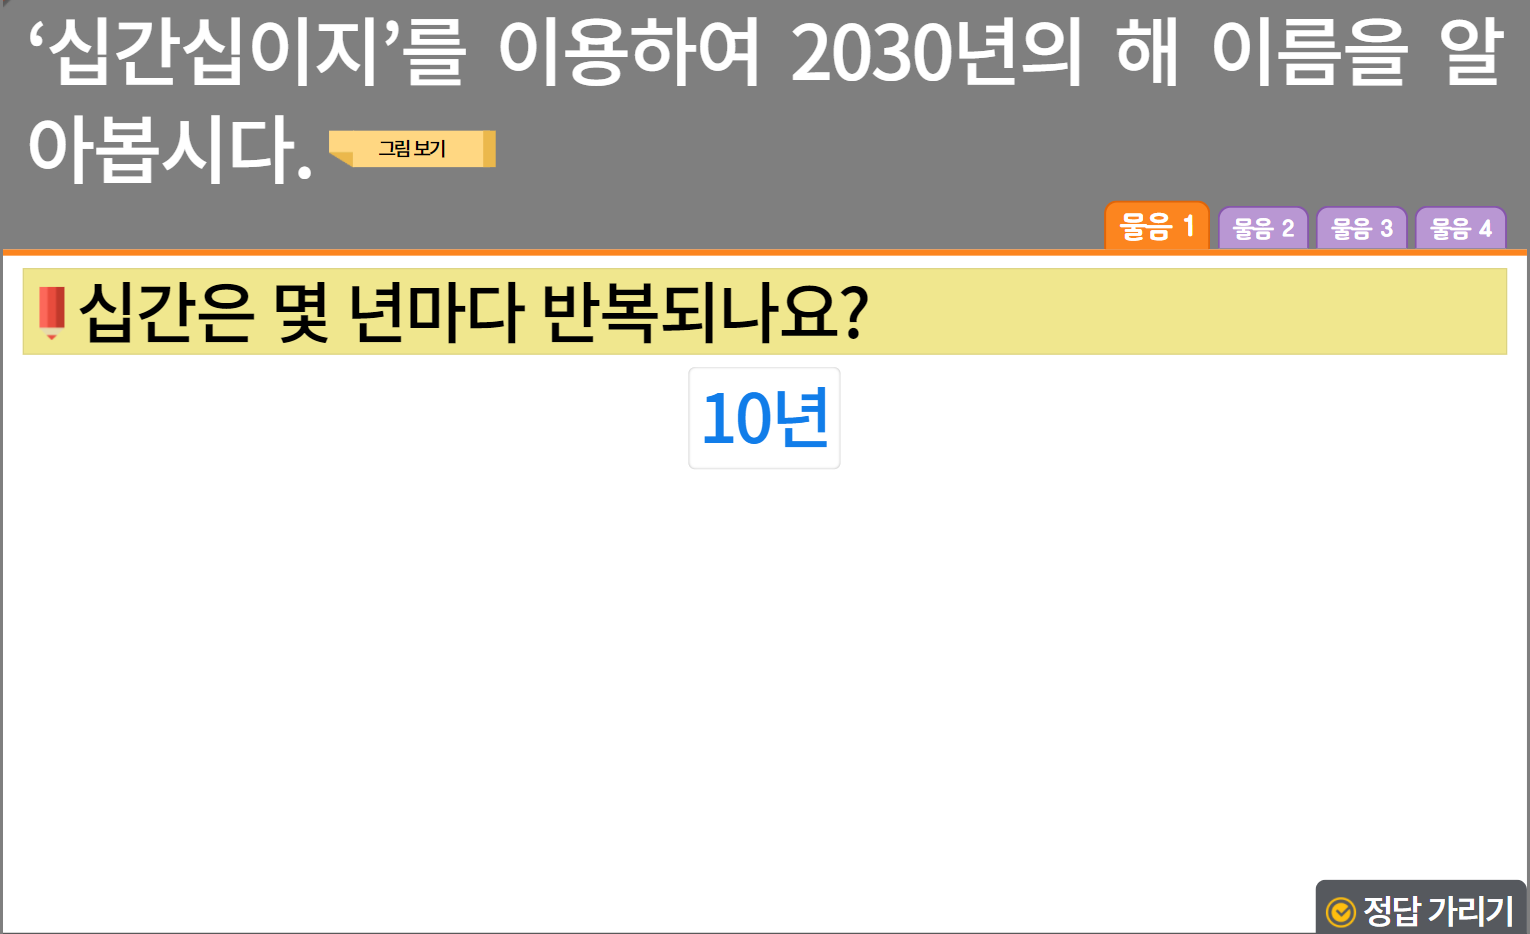 ‘십간십이지’를 이용하여 2030년의 해 이름을 알
아봅시다. 그림 보기
물음 1 물음 2 물음 3 물음 4
십간은 몇 년마다 반복되나요?
10년
정답 가리기